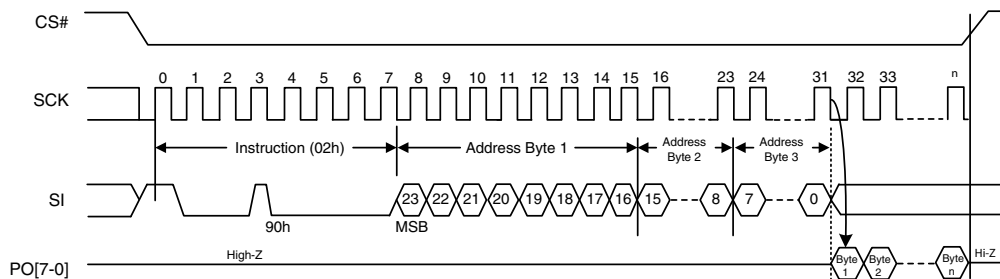 CS#
0 1 2 3 4 5 6 7 8 9 10 11 12 13 14 15 16 23 24 31 32 33 n
SCK
Instruction (02h) Address Byte 1 Address Byte 2 Address Byte 3
SI 23 22 21 20 19 18 17 16 15 8 7 0
90h MSB
High-Z Hi-Z
PO[7-0] Byte 1 Byte 2 Byte n